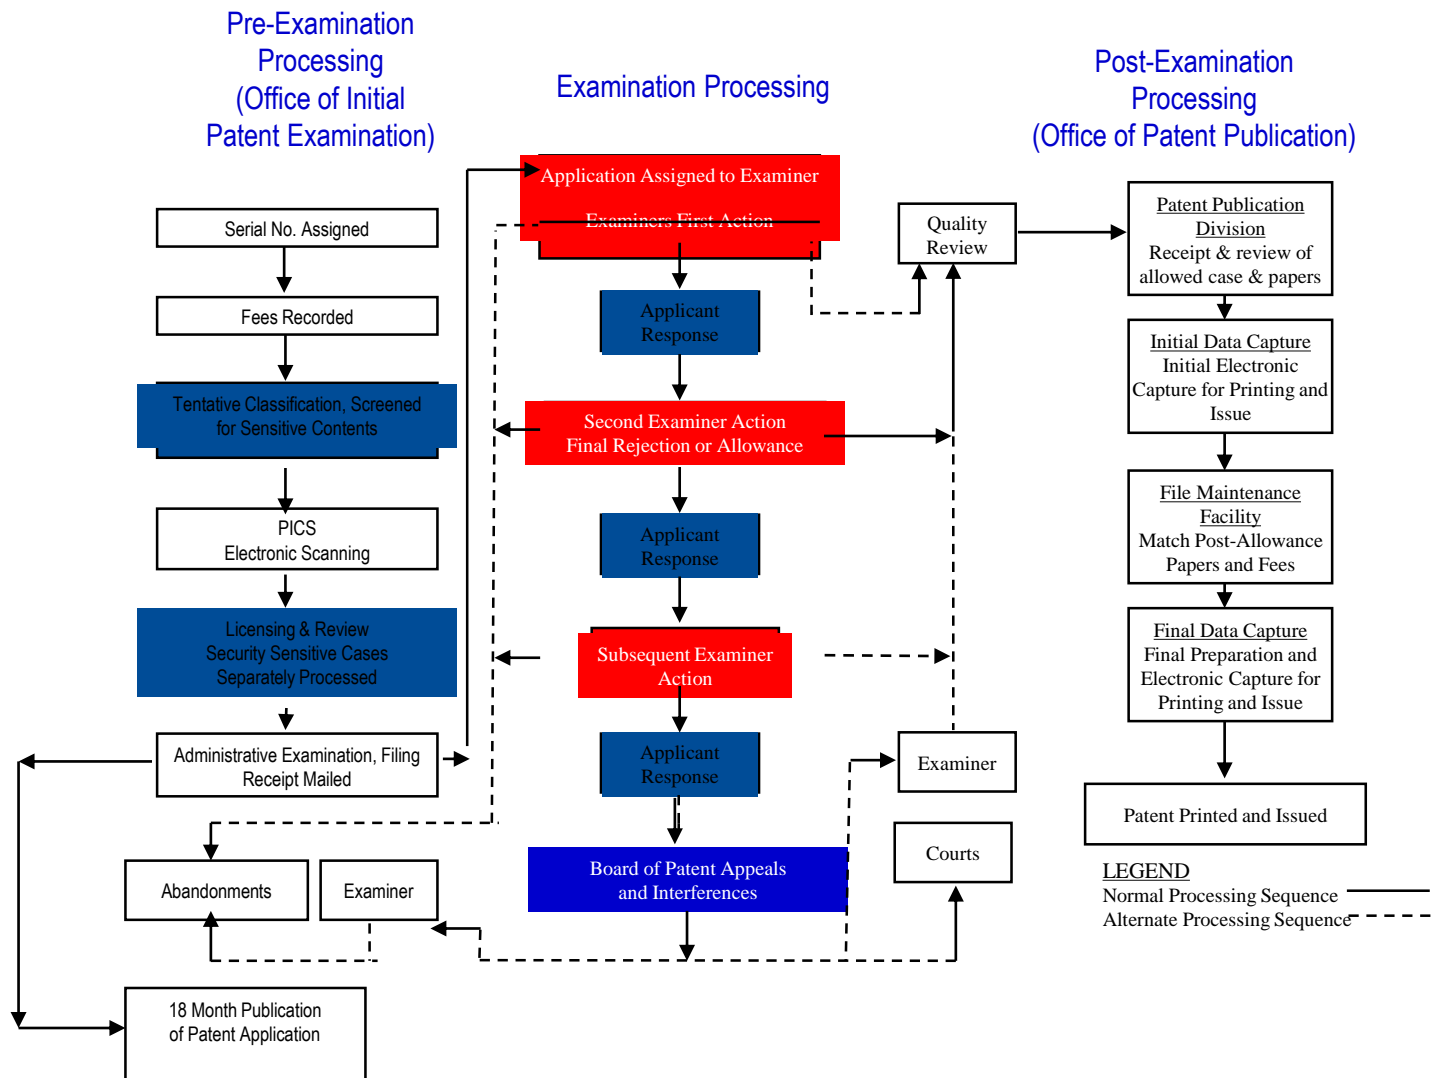 Pre-Examination
Processing
(Office of Initial
Patent Examination)
Examination Processing
Post-Examination
Processing
(Office of Patent Publication)
Serial No. Assigned
Fees Recorded
Tentative Classification, Screened
for Sensitive Contents
PICS
Electronic Scanning
Licensing & Review
Security Sensitive Cases
Separately Processed
Administrative Examination, Filing
Receipt Mailed
Abandonments
Examiner
18 Month Publication
of Patent Application
Application Assigned to Examiner
Examiners First Action
Applicant
Response
Second Examiner Action
Final Rejection or Allowance
Applicant
Response
Subsequent Examiner
Action
Applicant
Response
Board of Patent Appeals
and Interferences
Quality
Review
Examiner
Courts
Patent Publication
Division
Receipt & review of
allowed case & papers
Initial Data Capture
Initial Electronic
Capture for Printing and
Issue
File Maintenance
Facility
Match Post-Allowance
Papers and Fees
Final Data Capture
Final Preparation and
Electronic Capture for
Printing and Issue
Patent Printed and Issued
LEGEND
Normal Processing Sequence
Alternate Processing Sequence